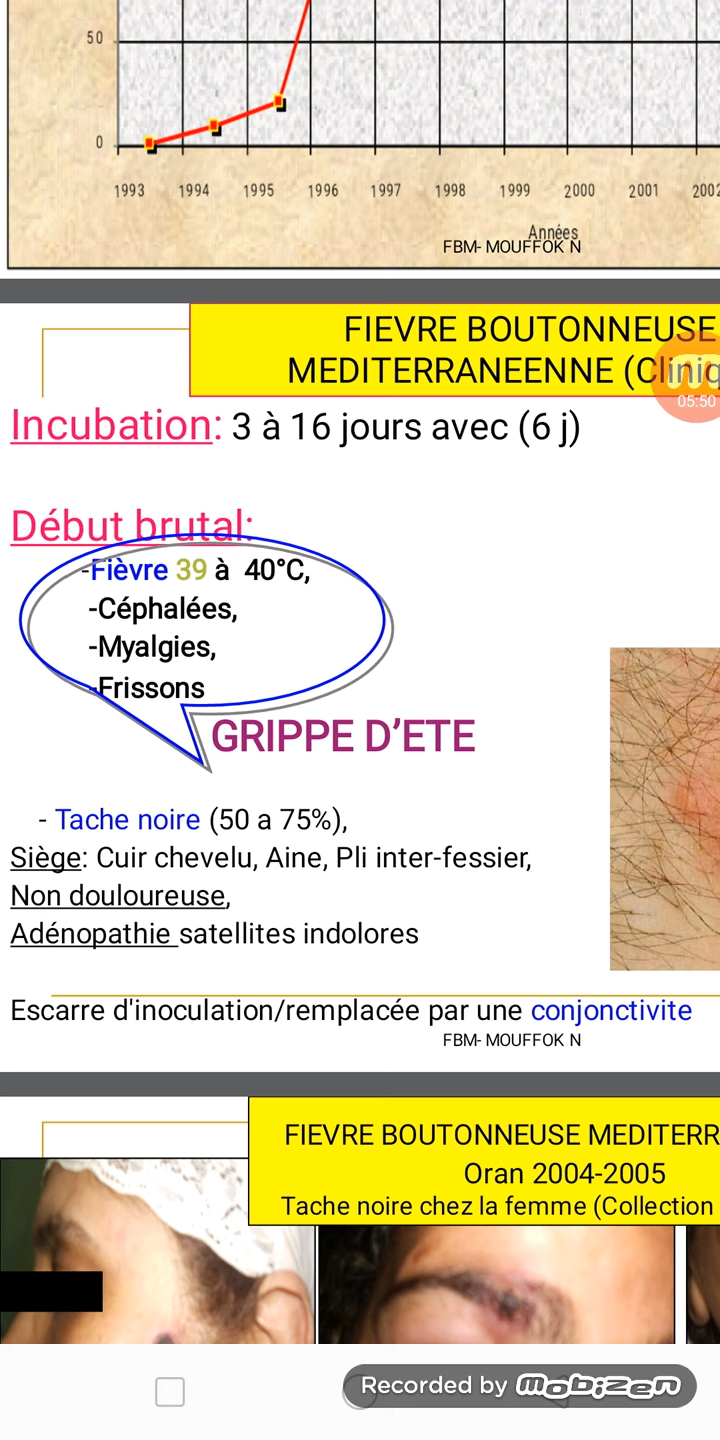 50
0
1993 1994 1995 1996 1997 1998 1999 2000 2001 2002
Années
FBM- MOUFFOK N
FIEVRE BOUTONNEUSE
MEDITERRANEENNE (Cliniq
05:50
Incubation: 3 à 16 jours avec (6 j)
Début brutal:
-Fièvre 39 à 40°C,
-Céphalées,
-Myalgies,
-Frissons
GRIPPE D’ETE
- Tache noire (50 a 75%),
Siège: Cuir chevelu, Aine, Pli inter-fessier,
Non douloureuse,
Adénopathie satellites indolores
Escarre d'inoculation/remplacée par une conjonctivite
FBM- MOUFFOK N
FIEVRE BOUTONNEUSE MEDITERR
Oran 2004-2005
Tache noire chez la femme (Collection
Recorded by mobizen